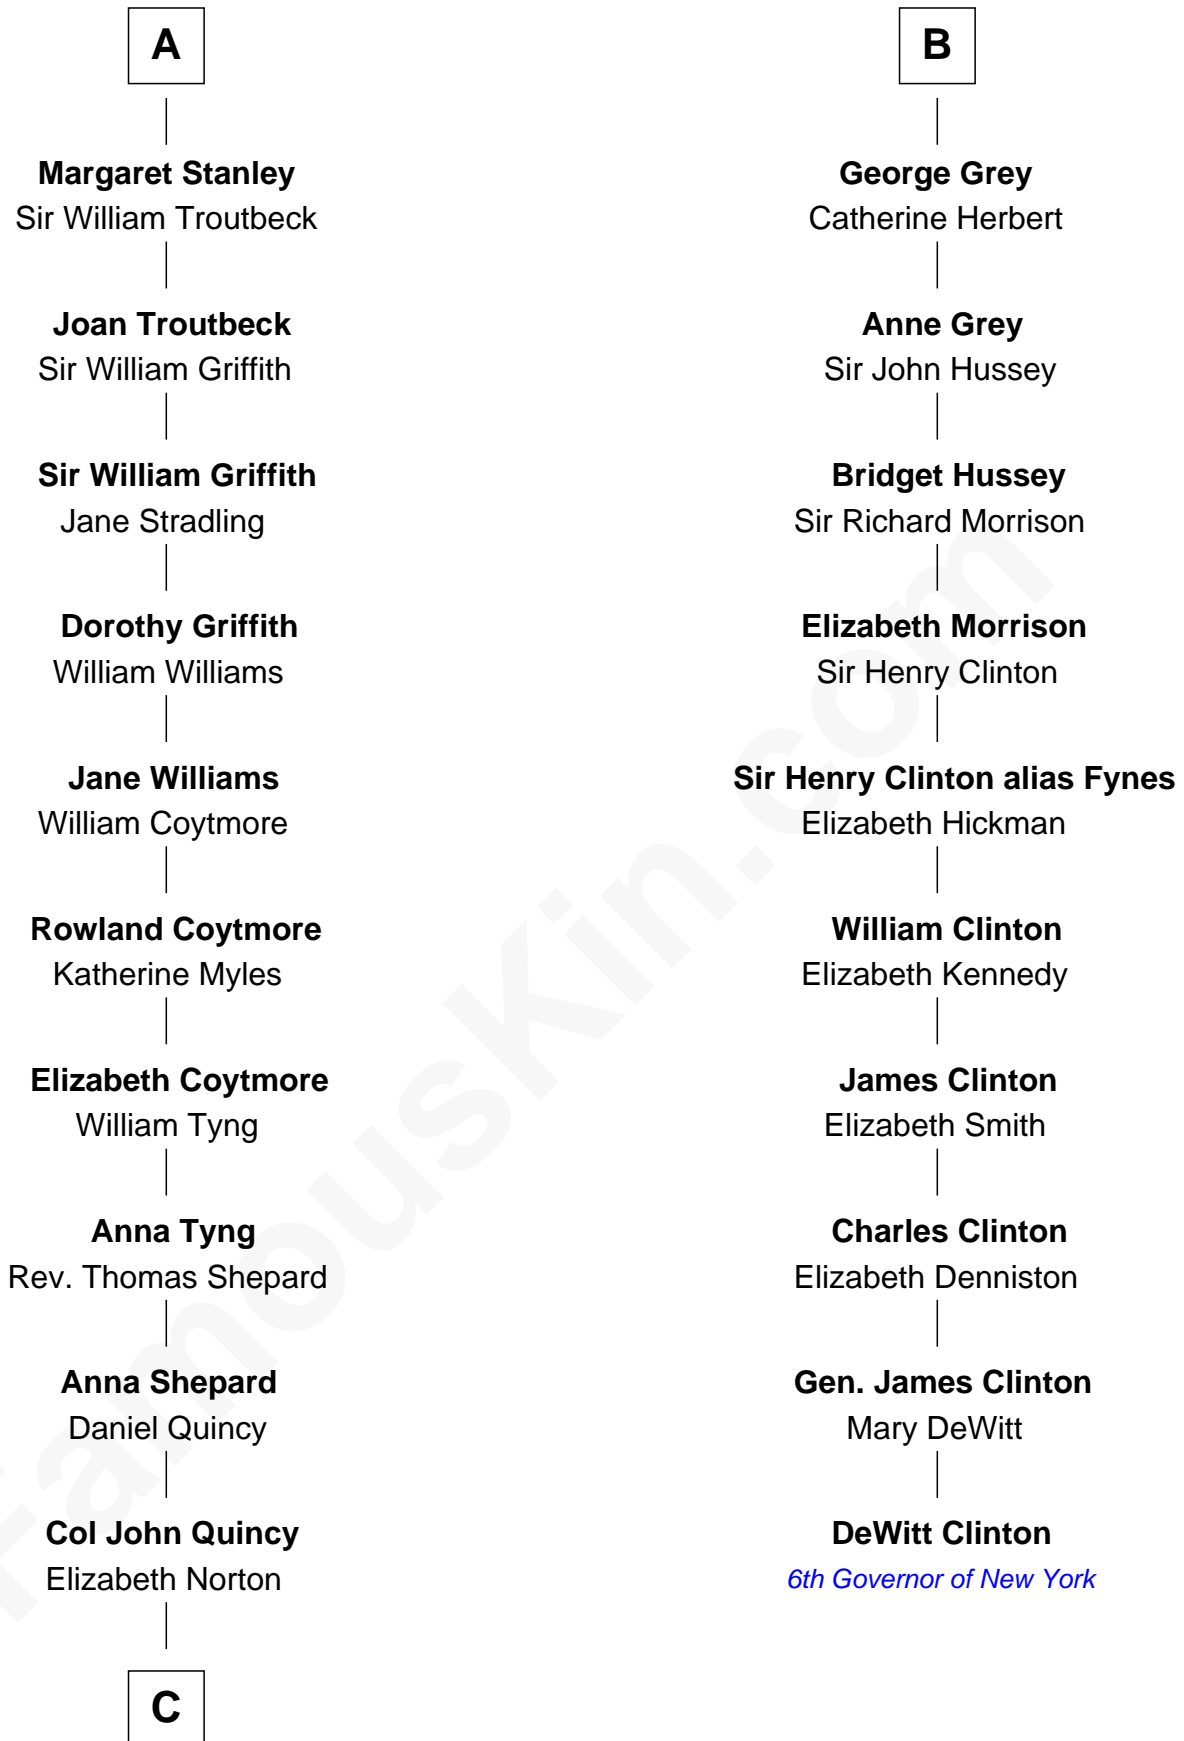 A
Margaret Stanley
Sir William Troutbeck
Joan Troutbeck
Sir William Griffith
Sir William Griffith
Jane Stradling
Dorothy Griffith
William Williams
Jane Williams
William Coytmore
Rowland Coytmore
Katherine Myles
Elizabeth Coytmore
William Tyng
Anna Tyng
Rev. Thomas Shepard
Anna Shepard
Daniel Quincy
Col John Quincy
Elizabeth Norton
C
B
George Grey
Catherine Herbert
Anne Grey
Sir John Hussey
Bridget Hussey
Sir Richard Morrison
Elizabeth Morrison
Sir Henry Clinton
Sir Henry Clinton alias Fynes
Elizabeth Hickman
William Clinton
Elizabeth Kennedy
James Clinton
Elizabeth Smith
Charles Clinton
Elizabeth Denniston
Gen. James Clinton
Mary DeWitt
DeWitt Clinton
6th Governor of New York
FamousKin.com